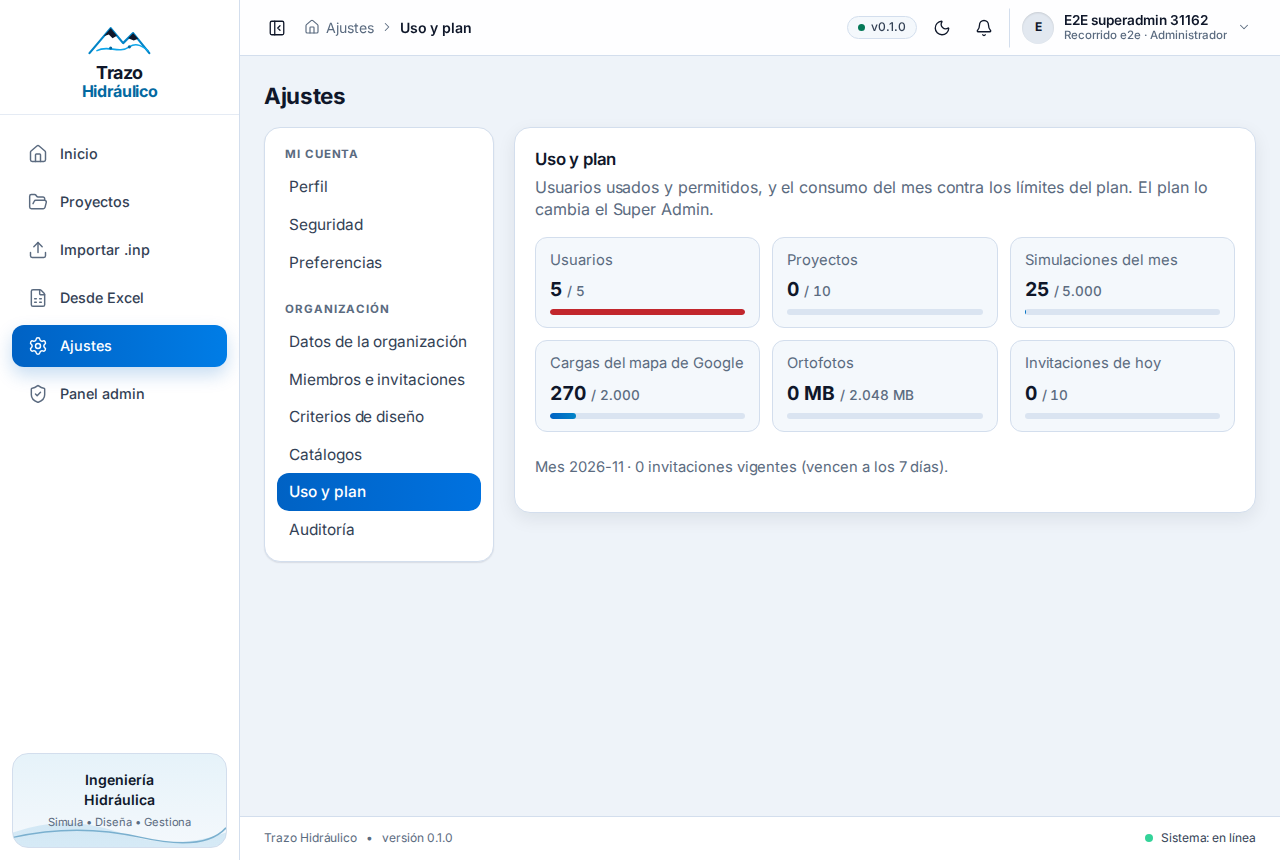 Trazo
Hidráulico
Inicio
Proyectos
Importar .inp
Desde Excel
Ajustes
Panel admin
Ingeniería
Hidráulica
Simula • Diseña • Gestiona
Ajustes > Uso y plan
v0.1.0
E
E2E superadmin 31162
Recorrido e2e · Administrador
Ajustes
MI CUENTA
Perfil
Seguridad
Preferencias
ORGANIZACIÓN
Datos de la organización
Miembros e invitaciones
Criterios de diseño
Catálogos
Uso y plan
Auditoría
Uso y plan
Usuarios usados y permitidos, y el consumo del mes contra los límites del plan. El plan lo
cambia el Super Admin.
Usuarios
5 / 5
Proyectos
0 / 10
Simulaciones del mes
25 / 5.000
Cargas del mapa de Google
270 / 2.000
Ortofotos
0 MB / 2.048 MB
Invitaciones de hoy
0 / 10
Mes 2026-11 · 0 invitaciones vigentes (vencen a los 7 días).
Trazo Hidráulico • versión 0.1.0
Sistema: en línea